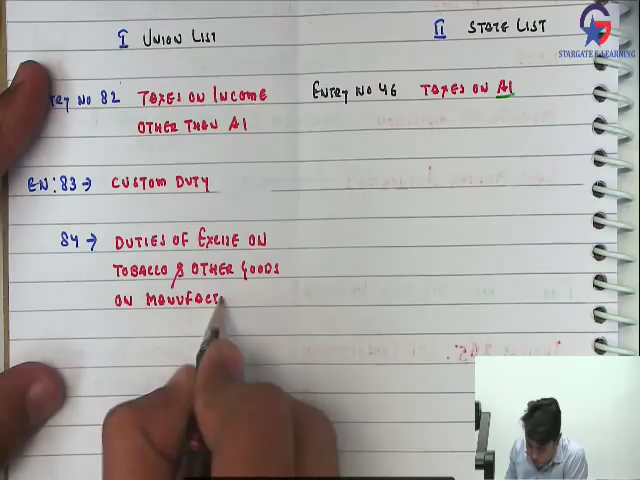 I UNION LIST
II STATE LIST
STARGATE E-LEARNING
TRY NO 82 TAXES ON INCOME
OTHER THAN AI
ENTRY NO 46 TAXES ON AI
EN: 83 → CUSTOM DUTY
84 → DUTIES OF EXCISE ON
TOBACCO & OTHER GOODS
ON MANUFACT